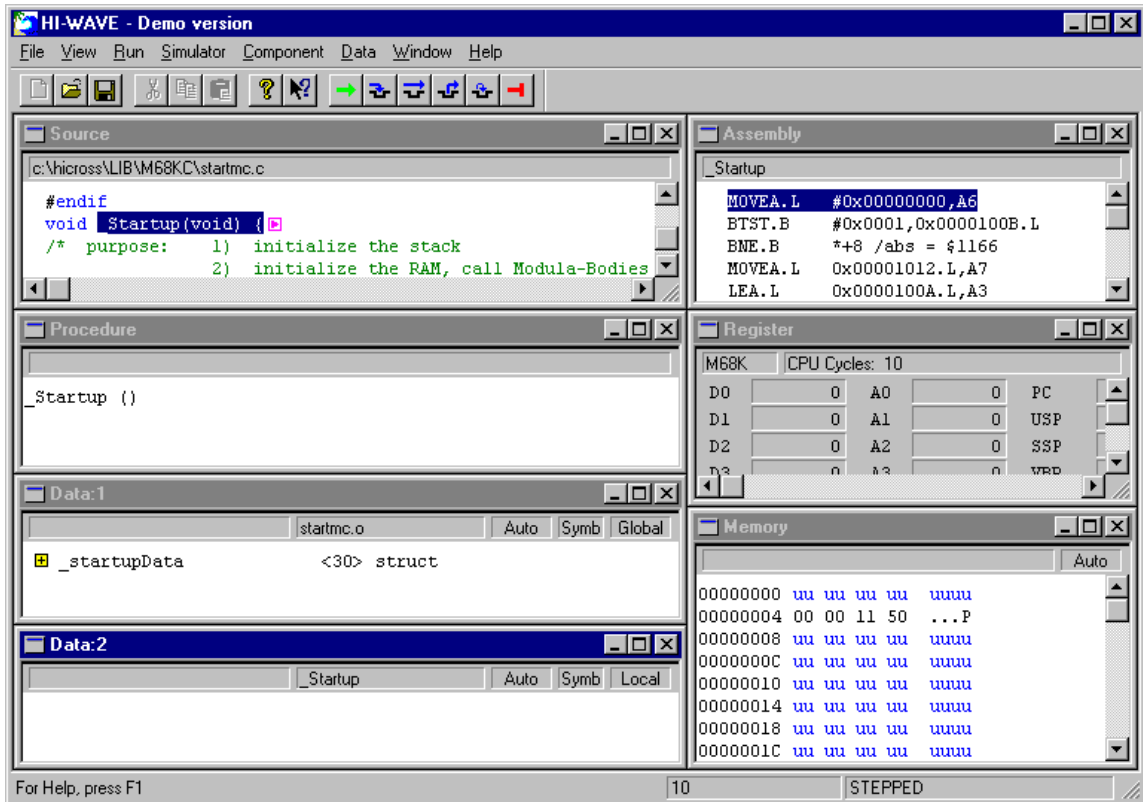 HI-WAVE - Demo version
File View Run Simulator Component Data Window Help
Source
c:\hicross\LIB\M68KC\startmc.c
#endif
void _Startup(void) {
/* purpose: 1) initialize the stack
2) initialize the RAM, call Modula-Bodies
Procedure
_Startup ()
Data:1
startmc.o Auto Symb Global
_startupData <30> struct
Data:2
_Startup Auto Symb Local
Assembly
_Startup
MOVEA.L #0x00000000,A6
BTST.B #0x0001,0x0000100B.L
BNE.B *+8 /abs = $1166
MOVEA.L 0x00001012.L,A7
LEA.L 0x0000100A.L,A3
Register
M68K CPU Cycles: 10
D0 0 A0 0 PC
D1 0 A1 0 USP
D2 0 A2 0 SSP
D3 0 A3 0 VBR
Memory
Auto
00000000 uu uu uu uu uuuu
00000004 00 00 11 50 ...P
00000008 uu uu uu uu uuuu
0000000C uu uu uu uu uuuu
00000010 uu uu uu uu uuuu
00000014 uu uu uu uu uuuu
00000018 uu uu uu uu uuuu
0000001C uu uu uu uu uuuu
For Help, press F1 10 STEPPED